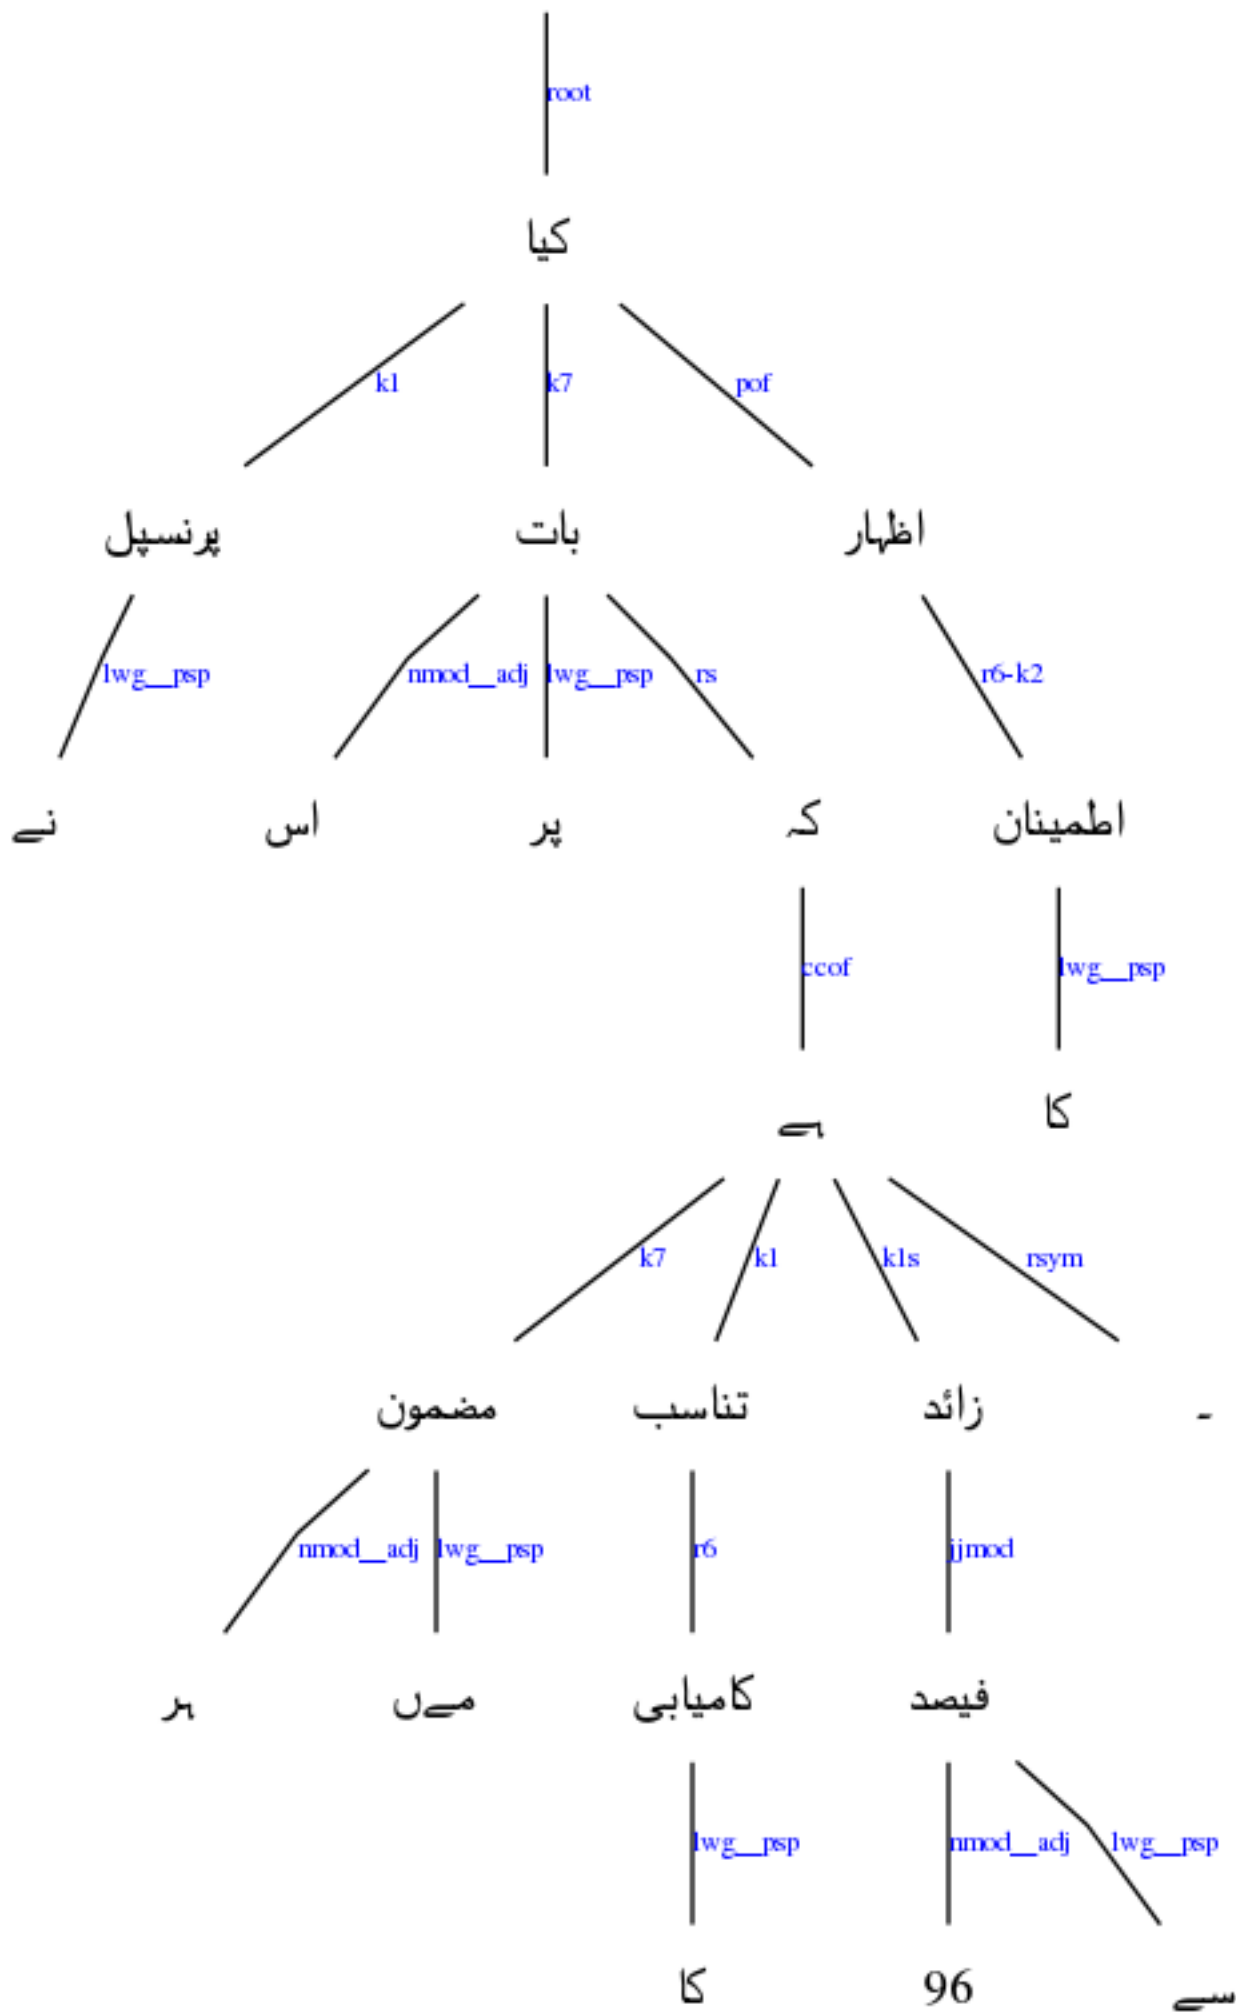 root
کیا
k1 k7 pof
پرنسپل بات اظہار
lwg__psp nmod__adj lwg__psp rs r6-k2
نے اس پر کہ اطمینان
ccof lwg__psp
ہے کا
k7 k1 k1s rsym
مضمون تناسب زائد ۔
nmod__adj lwg__psp r6 jjmod
ہر مےں کامیابی فیصد
lwg__psp nmod__adj lwg__psp
کا 96 سے